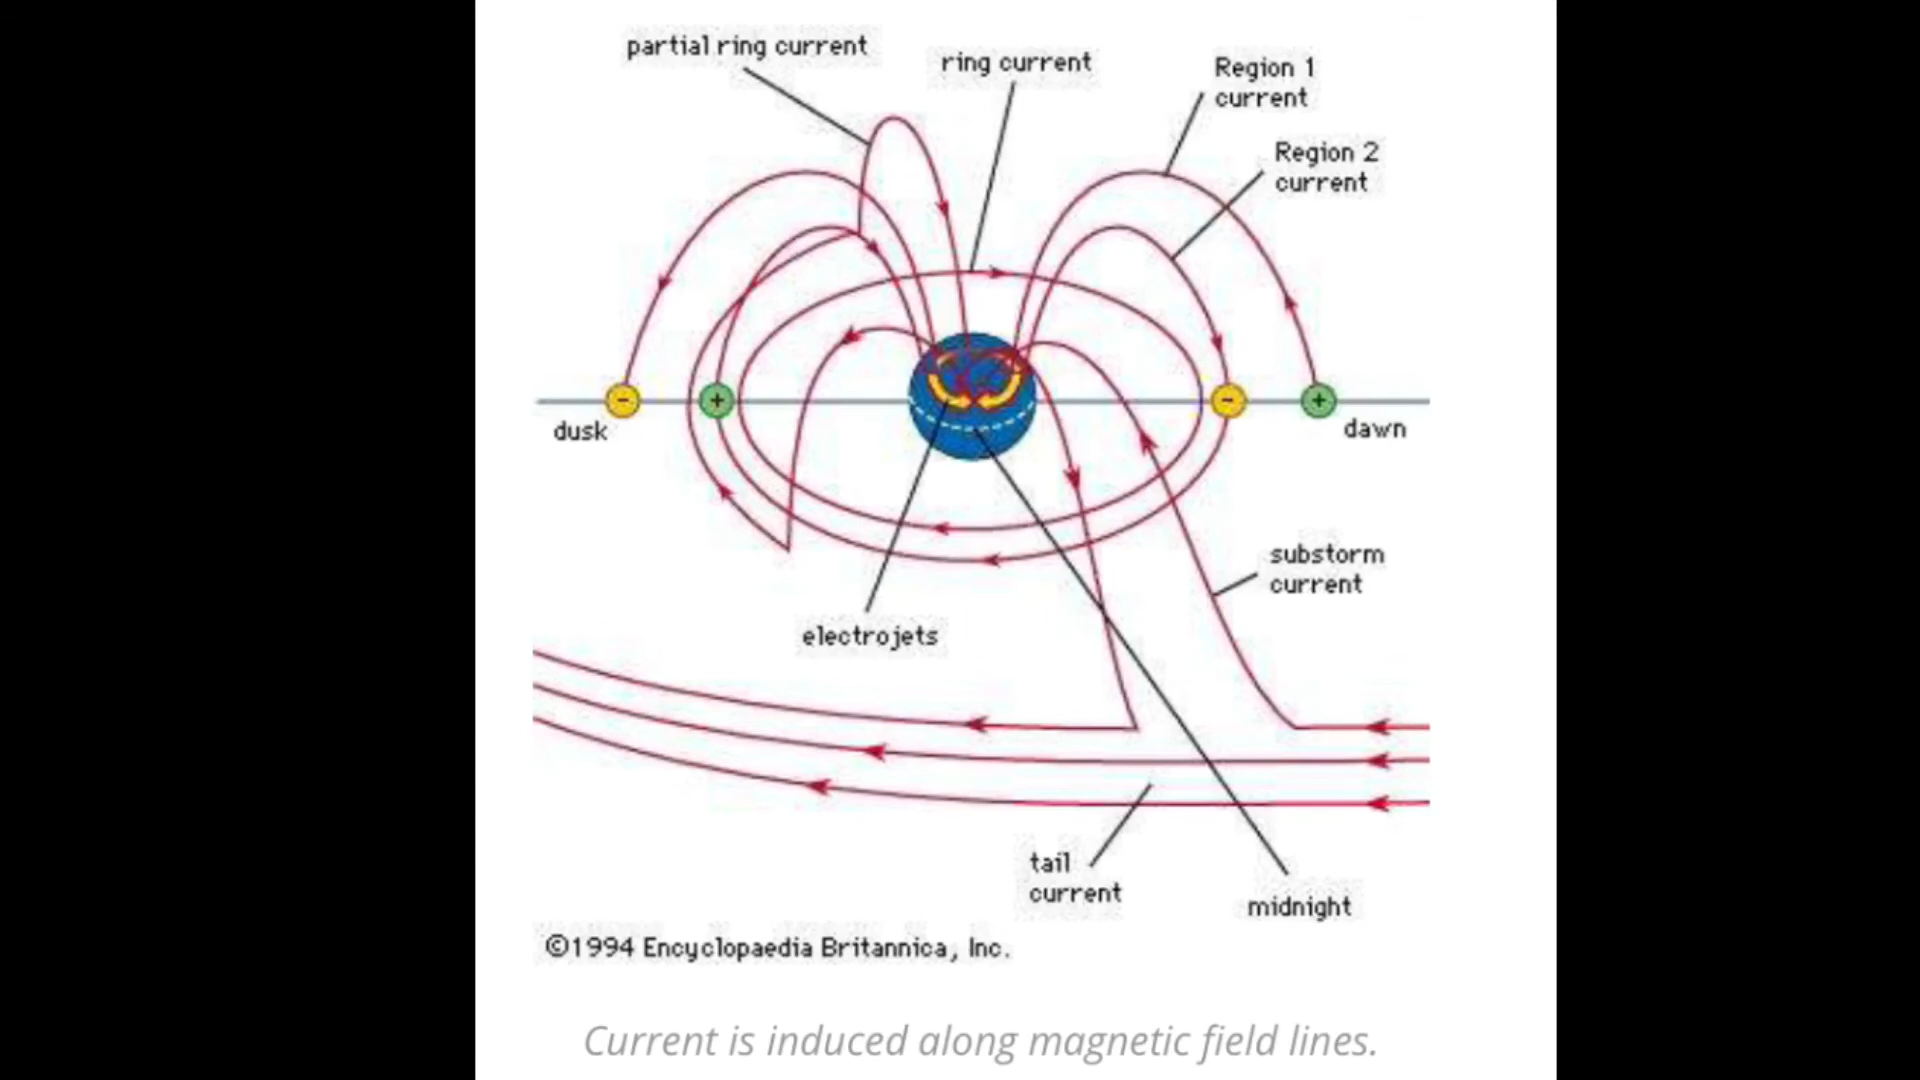 partial ring current
ring current
Region 1
current
Region 2
current
-
+
-
+
dusk
dawn
substorm
current
electrojets
tail
current
midnight
©1994 Encyclopaedia Britannica, Inc.
Current is induced along magnetic field lines.